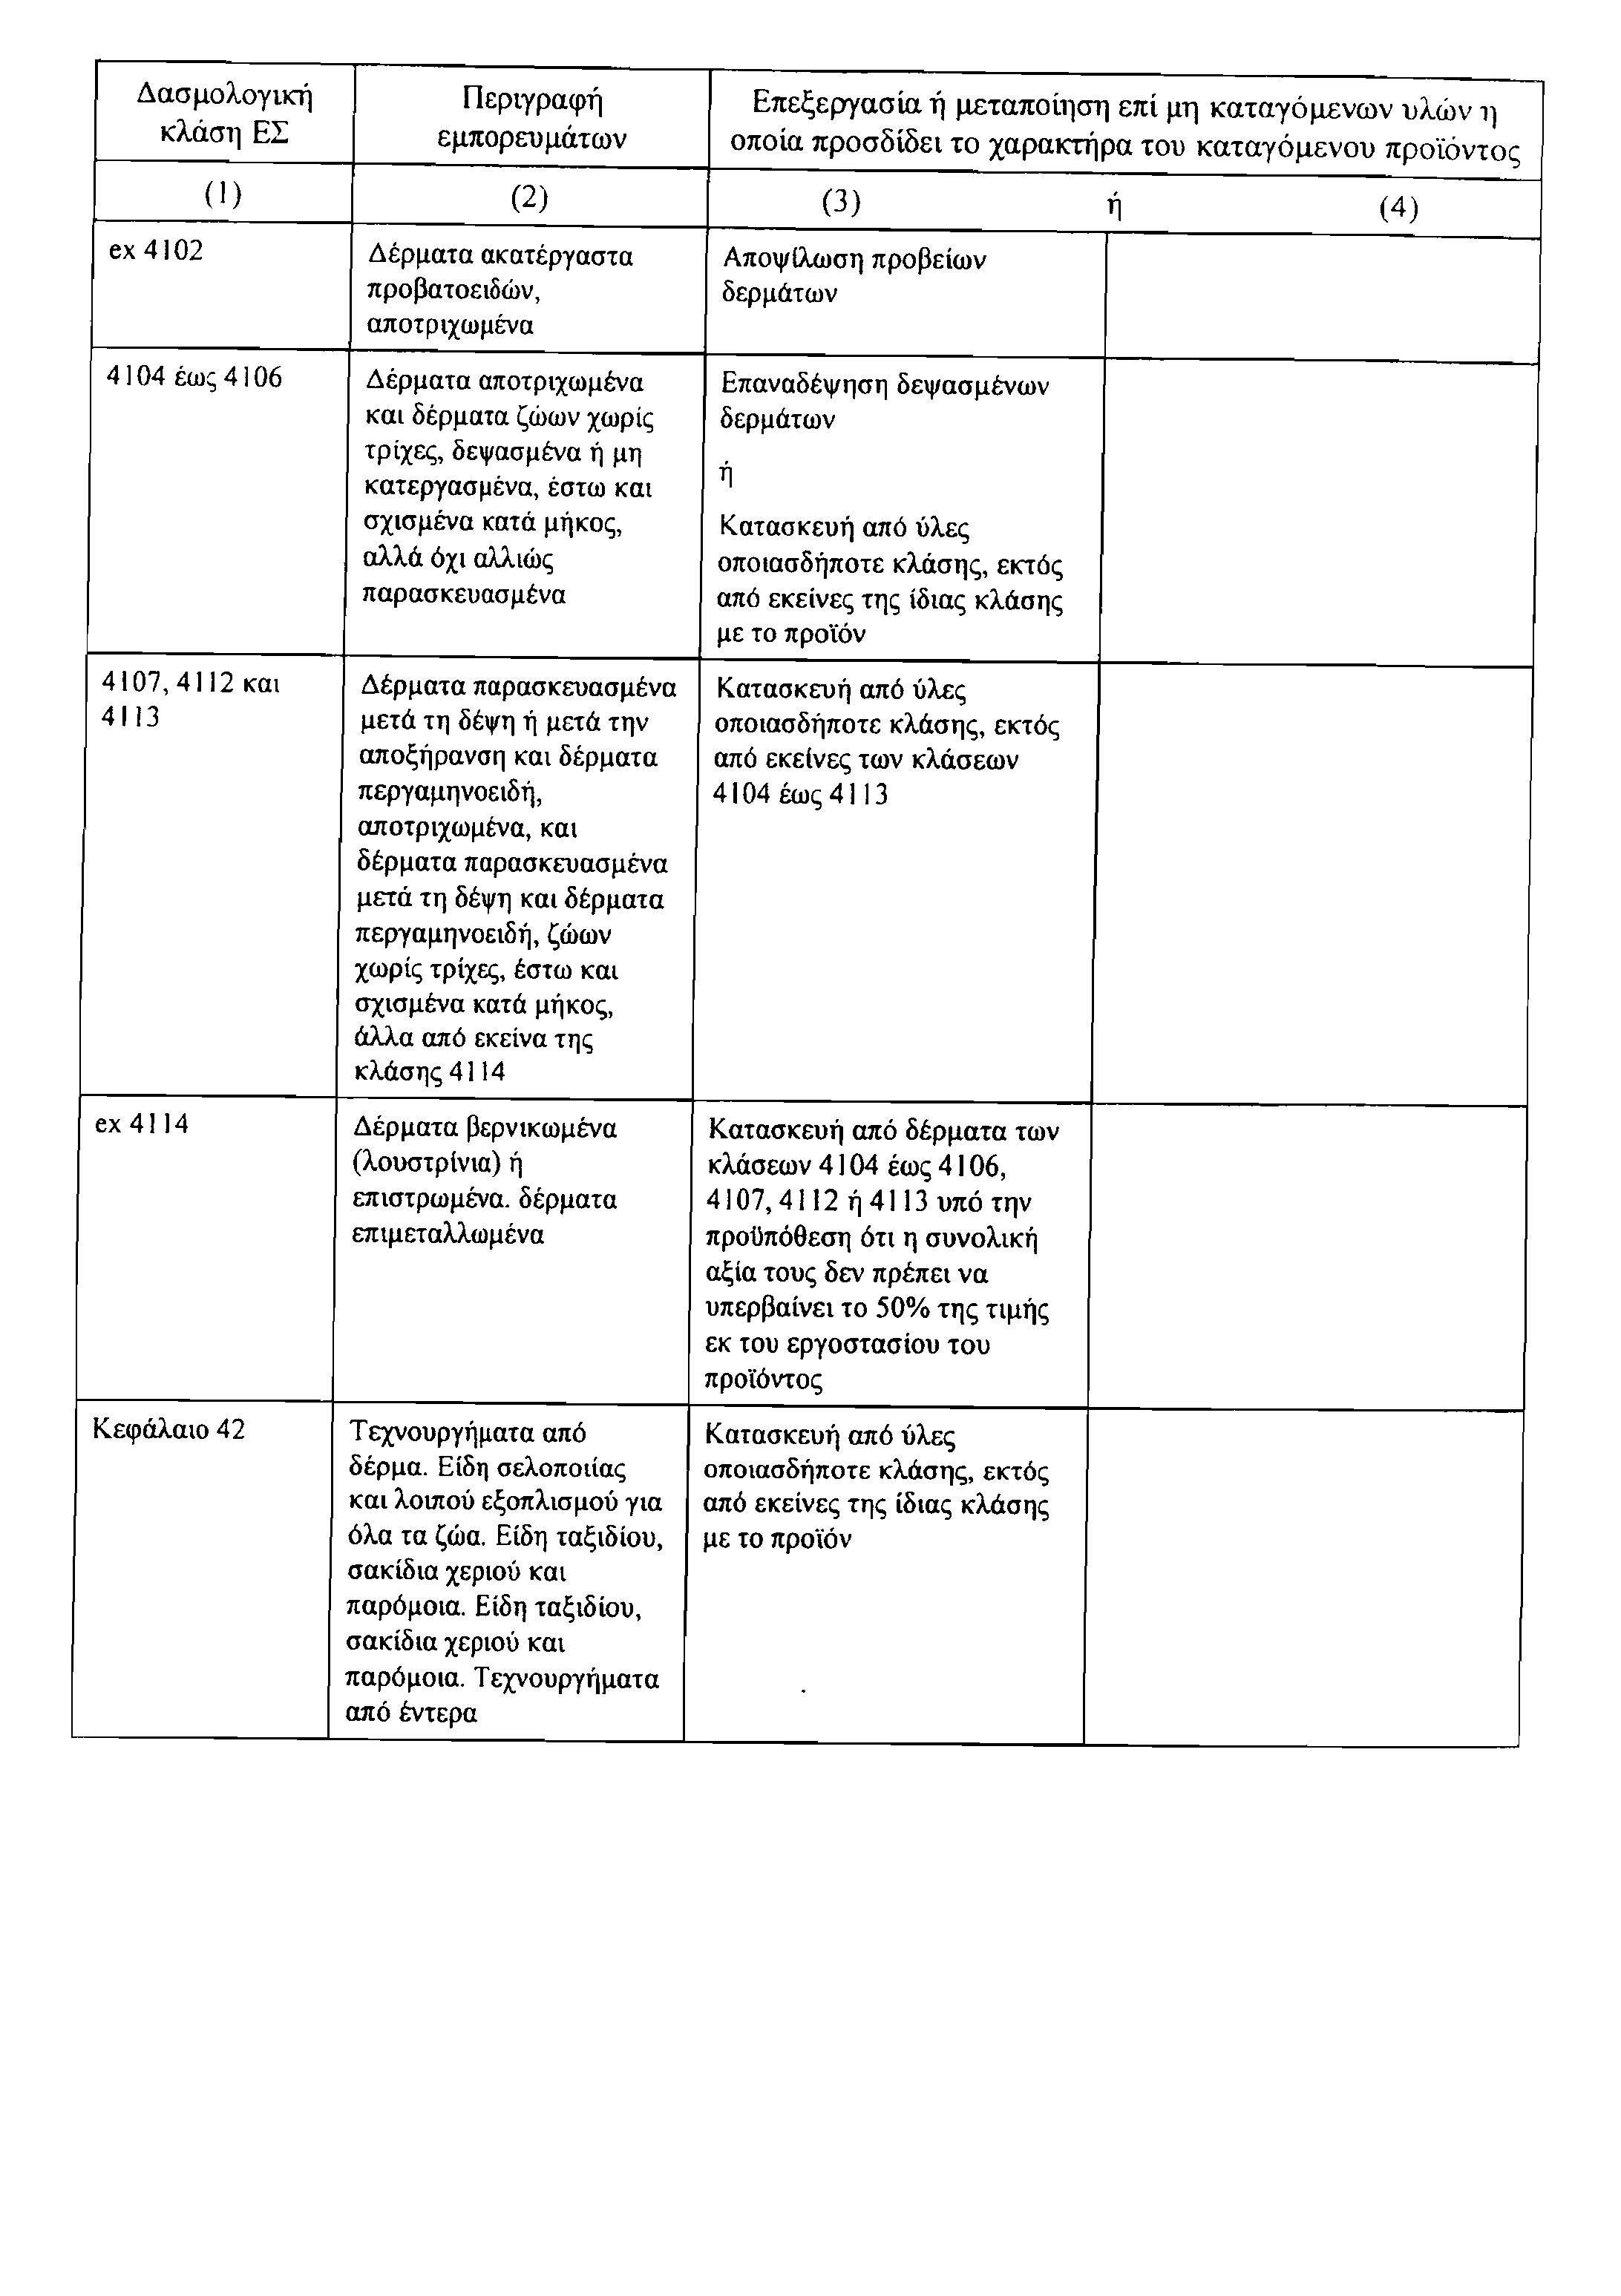 Δασμολογική
κλάση ΕΣ
Περιγραφή
εμπορευμάτων
Επεξεργασία ή μεταποίηση επί μη καταγόμενων υλών η
οποία προσδίδει το χαρακτήρα του καταγόμενου προϊόντος
(1)
(2)
(3)
ή
(4)
ex 4102
Δέρματα ακατέργαστα
προβατοειδών,
αποτριχωμένα
Αποψίλωση προβείων
δερμάτων
4104 έως 4106
Δέρματα αποτριχωμένα
και δέρματα ζώων χωρίς
τρίχες, δεψασμένα ή μη
κατεργασμένα, έστω και
σχισμένα κατά μήκος,
αλλά όχι αλλιώς
παρασκευασμένα
Επαναδέψηση δεψασμένων
δερμάτων
ή
Κατασκευή από ύλες
οποιασδήποτε κλάσης, εκτός
από εκείνες της ίδιας κλάσης
με το προϊόν
4107, 4112 και
4113
Δέρματα παρασκευασμένα
μετά τη δέψη ή μετά την
αποξήρανση και δέρματα
περγαμηνοειδή,
αποτριχωμένα, και
δέρματα παρασκευασμένα
μετά τη δέψη και δέρματα
περγαμηνοειδή, ζώων
χωρίς τρίχες, έστω και
σχισμένα κατά μήκος,
άλλα από εκείνα της
κλάσης 4114
Κατασκευή από ύλες
οποιασδήποτε κλάσης, εκτός
από εκείνες των κλάσεων
4104 έως 4113
ex 4114
Δέρματα βερνικωμένα
(λουστρίνια) ή
επιστρωμένα. δέρματα
επιμεταλλωμένα
Κατασκευή από δέρματα των
κλάσεων 4104 έως 4106,
4107, 4112 ή 4113 υπό την
προϋπόθεση ότι η συνολική
αξία τους δεν πρέπει να
υπερβαίνει το 50% της τιμής
εκ του εργοστασίου του
προϊόντος
Κεφάλαιο 42
Τεχνουργήματα από
δέρμα. Είδη σελοποιίας
και λοιπού εξοπλισμού για
όλα τα ζώα. Είδη ταξιδίου,
σακίδια χεριού και
παρόμοια. Είδη ταξιδίου,
σακίδια χεριού και
παρόμοια. Τεχνουργήματα
από έντερα
Κατασκευή από ύλες
οποιασδήποτε κλάσης, εκτός
από εκείνες της ίδιας κλάσης
με το προϊόν